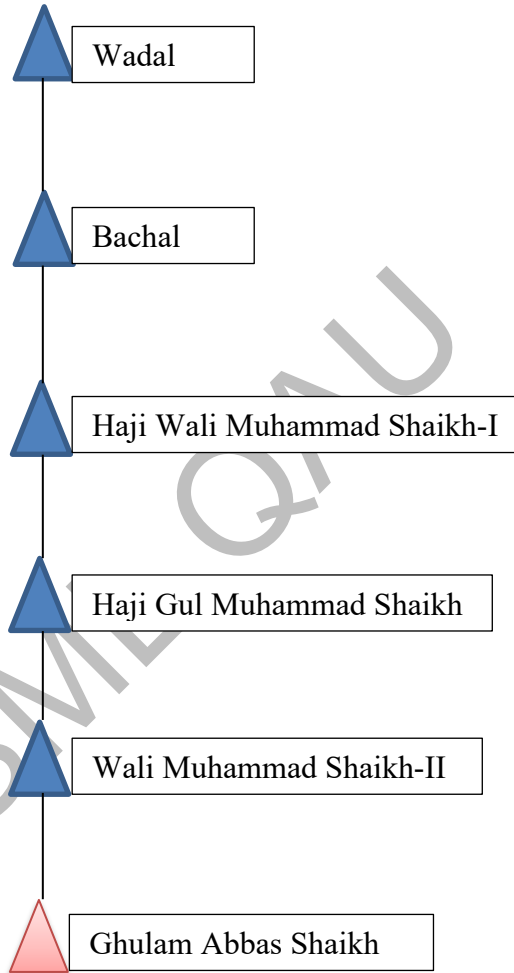 Wadal
Bachal
Haji Wali Muhammad Shaikh-I
Haji Gul Muhammad Shaikh
Wali Muhammad Shaikh-II
Ghulam Abbas Shaikh
QAU